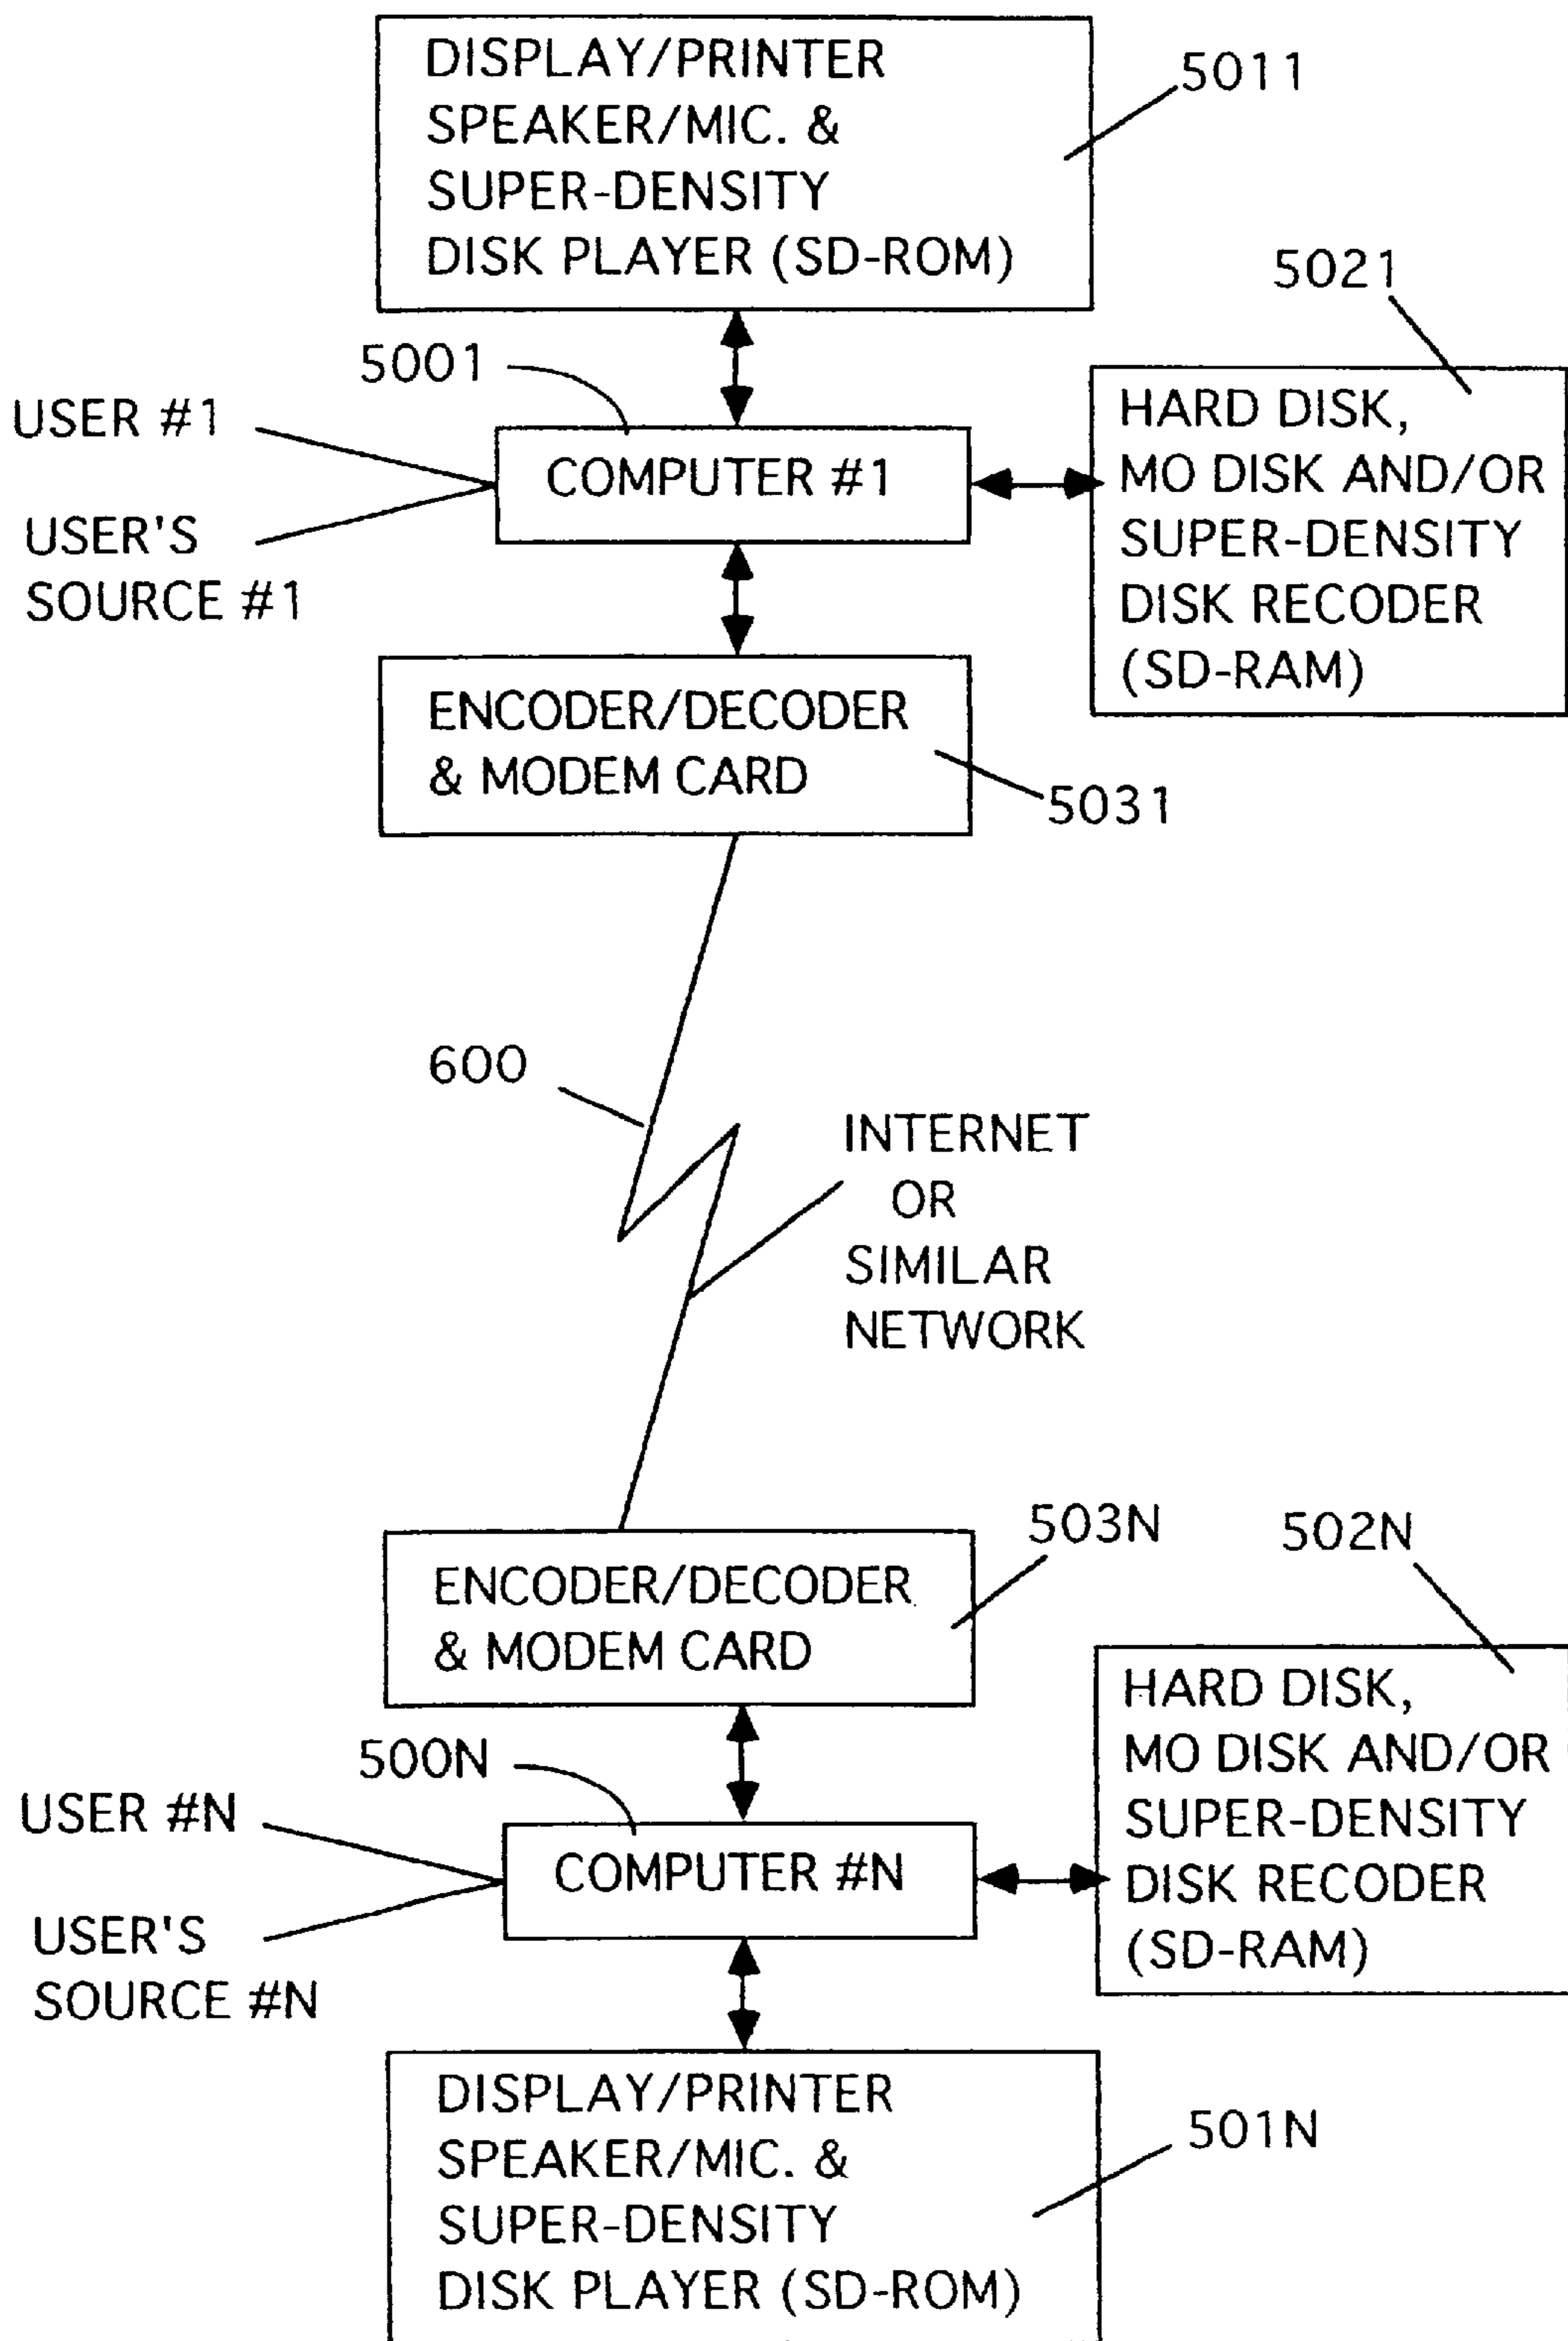 DISPLAY/PRINTER
SPEAKER/MIC. &
SUPER-DENSITY
DISK PLAYER (SD-ROM)
5011
5021
5001
USER #1
USER'S
SOURCE #1
COMPUTER #1
HARD DISK,
MO DISK AND/OR
SUPER-DENSITY
DISK RECODER
(SD-RAM)
ENCODER/DECODER
& MODEM CARD
5031
600
INTERNET
OR
SIMILAR
NETWORK
503N
502N
ENCODER/DECODER
& MODEM CARD
500N
USER #N
USER'S
SOURCE #N
COMPUTER #N
HARD DISK,
MO DISK AND/OR
SUPER-DENSITY
DISK RECODER
(SD-RAM)
DISPLAY/PRINTER
SPEAKER/MIC. &
SUPER-DENSITY
DISK PLAYER (SD-ROM)
501N